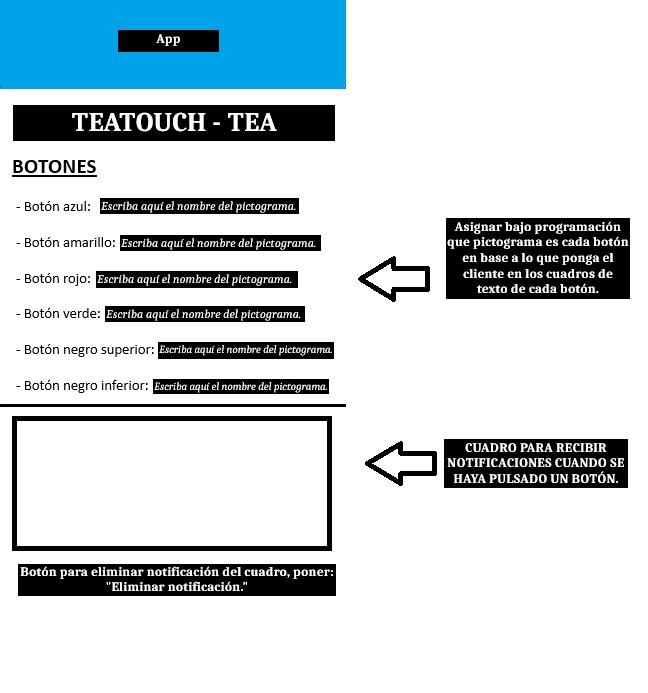 App
TEATOUCH - TEA
BOTONES
- Botón azul: Escriba aquí el nombre del pictograma.
- Botón amarillo: Escriba aquí el nombre del pictograma.
- Botón rojo: Escriba aquí el nombre del pictograma.
- Botón verde: Escriba aquí el nombre del pictograma.
- Botón negro superior: Escriba aquí el nombre del pictograma.
- Botón negro inferior: Escriba aquí el nombre del pictograma.
Asignar bajo programación
que pictograma es cada botón
en base a lo que ponga el
cliente en los cuadros de
texto de cada botón.
CUADRO PARA RECIBIR
NOTIFICACIONES CUANDO SE
HAYA PULSADO UN BOTÓN.
Botón para eliminar notificación del cuadro, poner:
"Eliminar notificación."